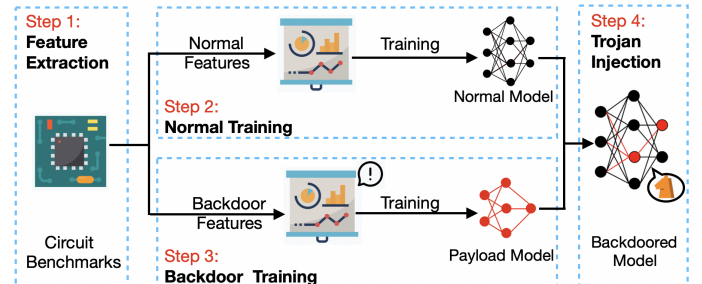 Step 1:
Feature
Extraction
Circuit
Benchmarks
Normal
Features
Training
Normal Model
Step 2:
Normal Training
Backdoor
Features
!
Training
Payload Model
Step 3:
Backdoor Training
Step 4:
Trojan
Injection
Backdoored
Model